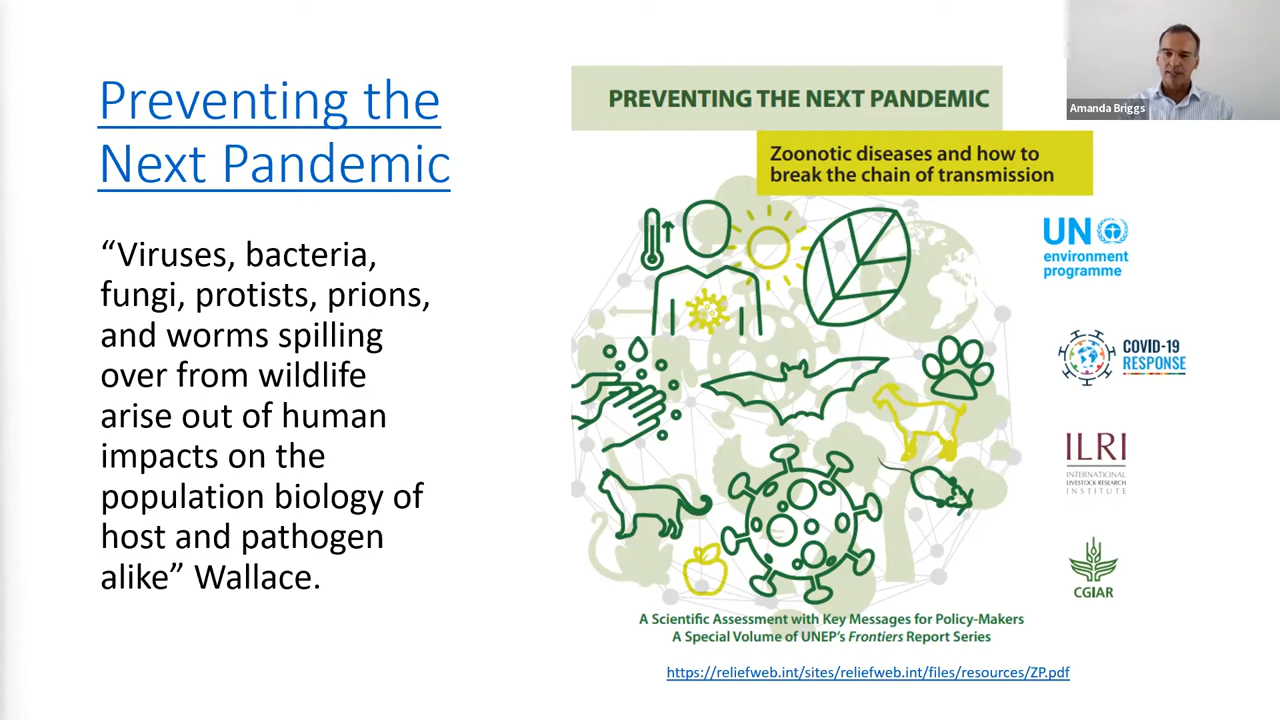 Preventing the
Next Pandemic
“Viruses, bacteria,
fungi, protists, prions,
and worms spilling
over from wildlife
arise out of human
impacts on the
population biology of
host and pathogen
alike” Wallace.
PREVENTING THE NEXT PANDEMIC
Zoonotic diseases and how to
break the chain of transmission
UN
environment
programme
COVID-19
RESPONSE
ILRI
INTERNATIONAL
LIVESTOCK RESEARCH
INSTITUTE
CGIAR
A Scientific Assessment with Key Messages for Policy-Makers
A Special Volume of UNEP’s Frontiers Report Series
https://reliefweb.int/sites/reliefweb.int/files/resources/ZP.pdf
Amanda Briggs